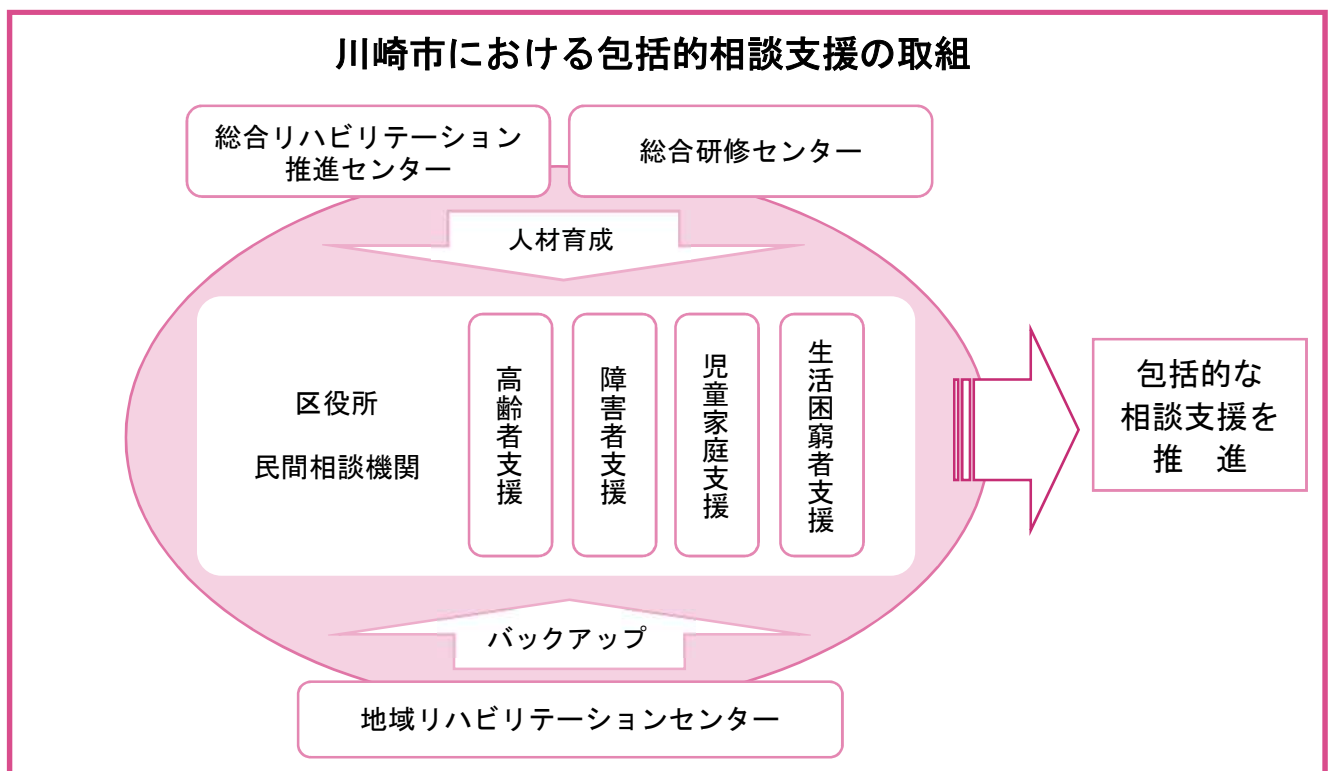 川崎市における包括的相談支援の取組
総合リハビリテーション
推進センター
総合研修センター
人材育成
区役所
民間相談機関
高齢者支援
障害者支援
児童家庭支援
生活困窮者支援
包括的な
相談支援を
推　進
バックアップ
地域リハビリテーションセンター